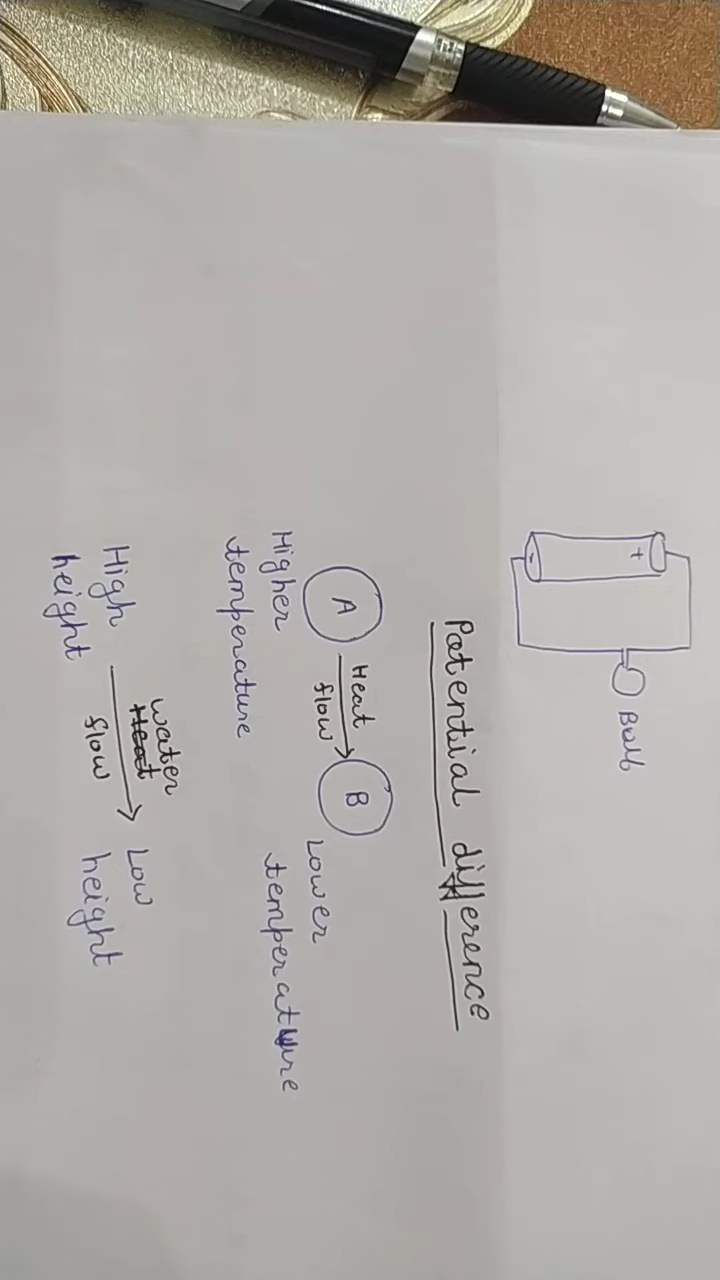 - +
Bulb
Potential difference
A Heat flow B
Higher temperature
Lower temperature
High height
water
Heat
flow
Low height